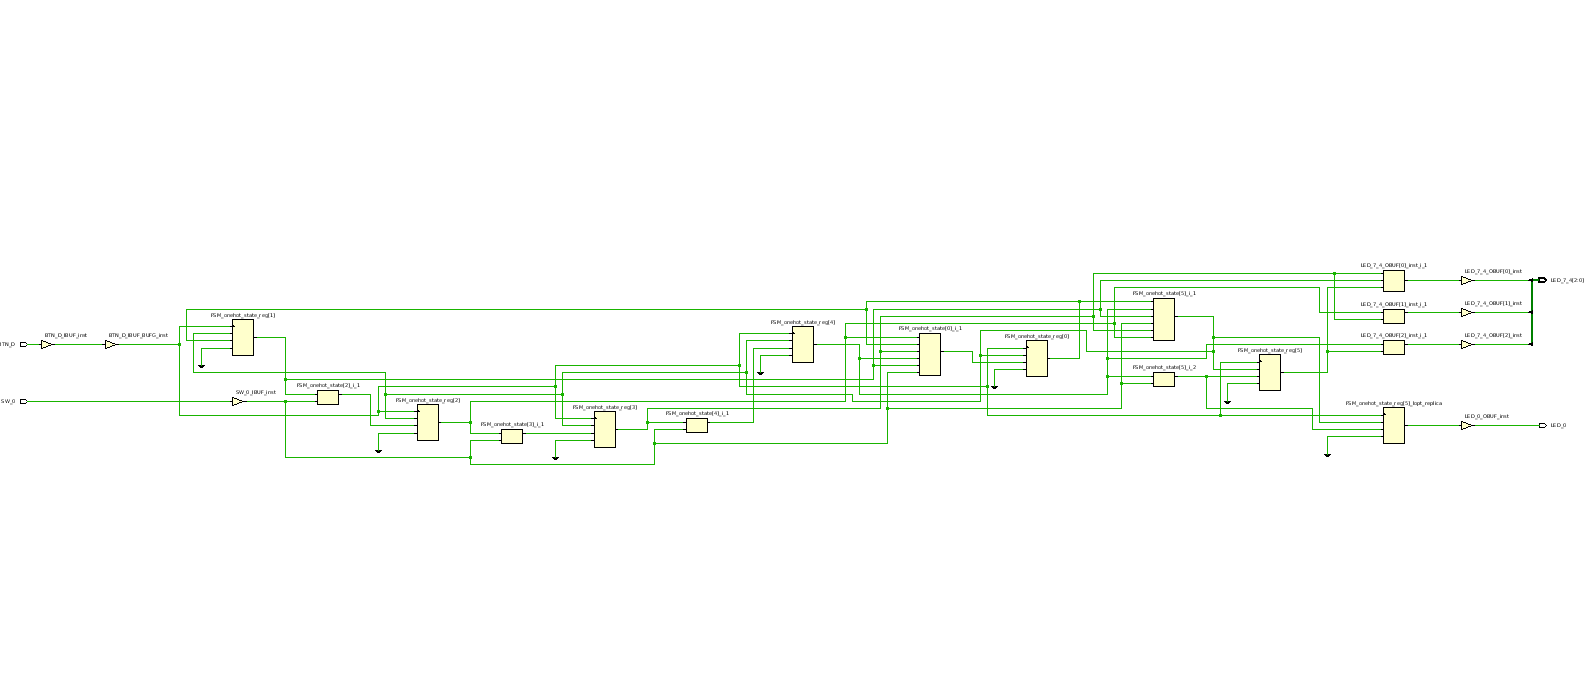 LED_7_4_OBUF[0]_inst_i_1
LED_7_4_OBUF[0]_inst
LED_7_4[2:0]
FSM_onehot_state[5]_i_1
LED_7_4_OBUF[1]_inst_i_1
LED_7_4_OBUF[1]_inst
FSM_onehot_state_reg[1]
FSM_onehot_state_reg[4]
FSM_onehot_state[0]_i_1
BTN_D_IBUF_inst
BTN_D_IBUF_BUFG_inst
FSM_onehot_state_reg[0]
LED_7_4_OBUF[2]_inst_i_1
LED_7_4_OBUF[2]_inst
BTN_D
FSM_onehot_state_reg[5]
FSM_onehot_state[5]_i_2
FSM_onehot_state[2]_i_1
SW_0_IBUF_inst
SW_0
FSM_onehot_state_reg[2]
FSM_onehot_state_reg[3]
FSM_onehot_state_reg[5]_lopt_replica
FSM_onehot_state[4]_i_1
LED_0_OBUF_inst
FSM_onehot_state[3]_i_1
LED_0